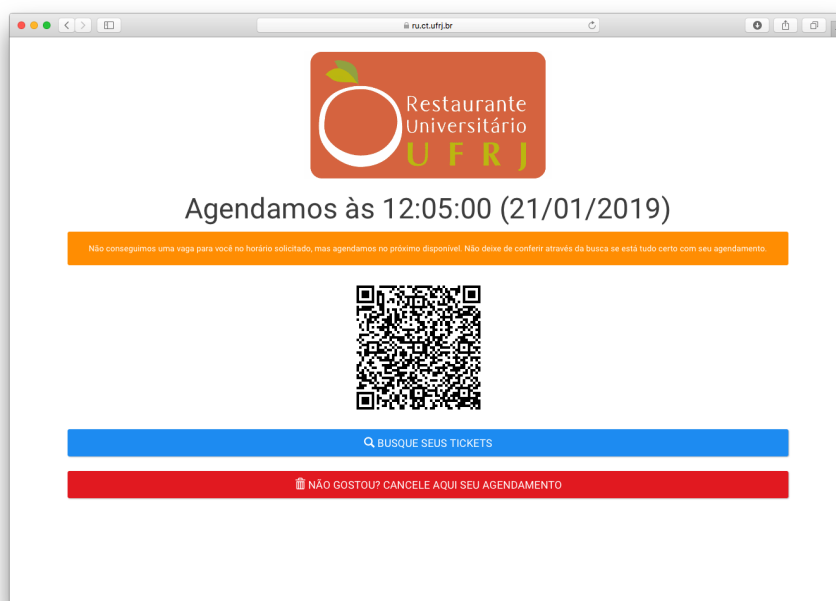 ru.ct.ufrj.br
Restaurante
Universitário
UFRJ
Agendamos às 12:05:00 (21/01/2019)
Não conseguimos uma vaga para você no horário solicitado, mas agendamos no próximo disponível. Não deixe de conferir através da busca se está tudo certo com seu agendamento.
BUSQUE SEUS TICKETS
NÃO GOSTOU? CANCELE AQUI SEU AGENDAMENTO